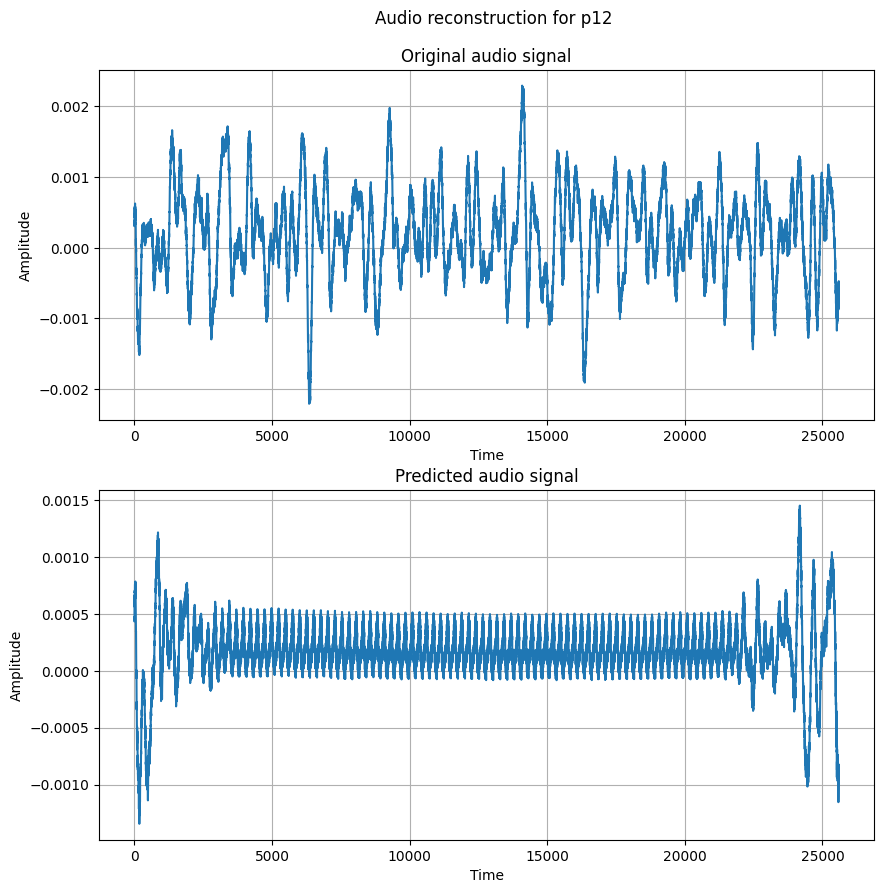 Audio reconstruction for p12
Original audio signal
0.002
0.001
0.000
−0.001
−0.002
Amplitude
0 5000 10000 15000 20000 25000
Time
Predicted audio signal
0.0015
0.0010
0.0005
0.0000
−0.0005
−0.0010
Amplitude
0 5000 10000 15000 20000 25000
Time